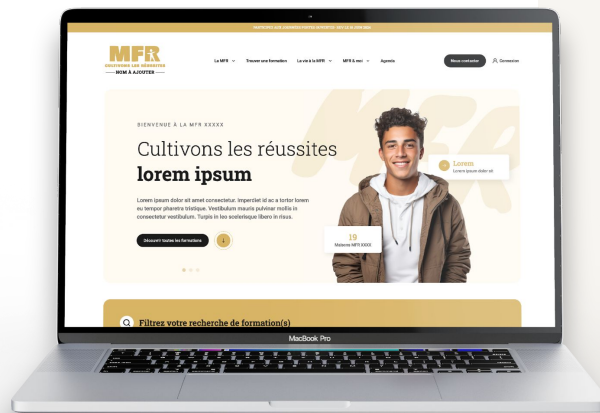 MFR
CULTIVONS LES RÉUSSITES
NOM À AJOUTER
La MFR
Trouver une formation
La vie à la MFR
MFR & moi
Agenda
Nous contacter
Connexion
BIENVENUE À LA MFR XXXXX
Cultivons les réussites
lorem ipsum
Lorem ipsum dolor sit amet consectetur. Imperdiet id ac a tortor lorem
eu tempor pharetra tristique. Vestibulum mauris pulvinar mollis in
consectetur vestibulum. Turpis in leo scelerisque libero in risus.
Découvrir toutes les formations
Lorem
Lorem ipsum dolor sit
19
Maisons MFR XXXX
Filtrez votre recherche de formation(s)
MacBook Pro